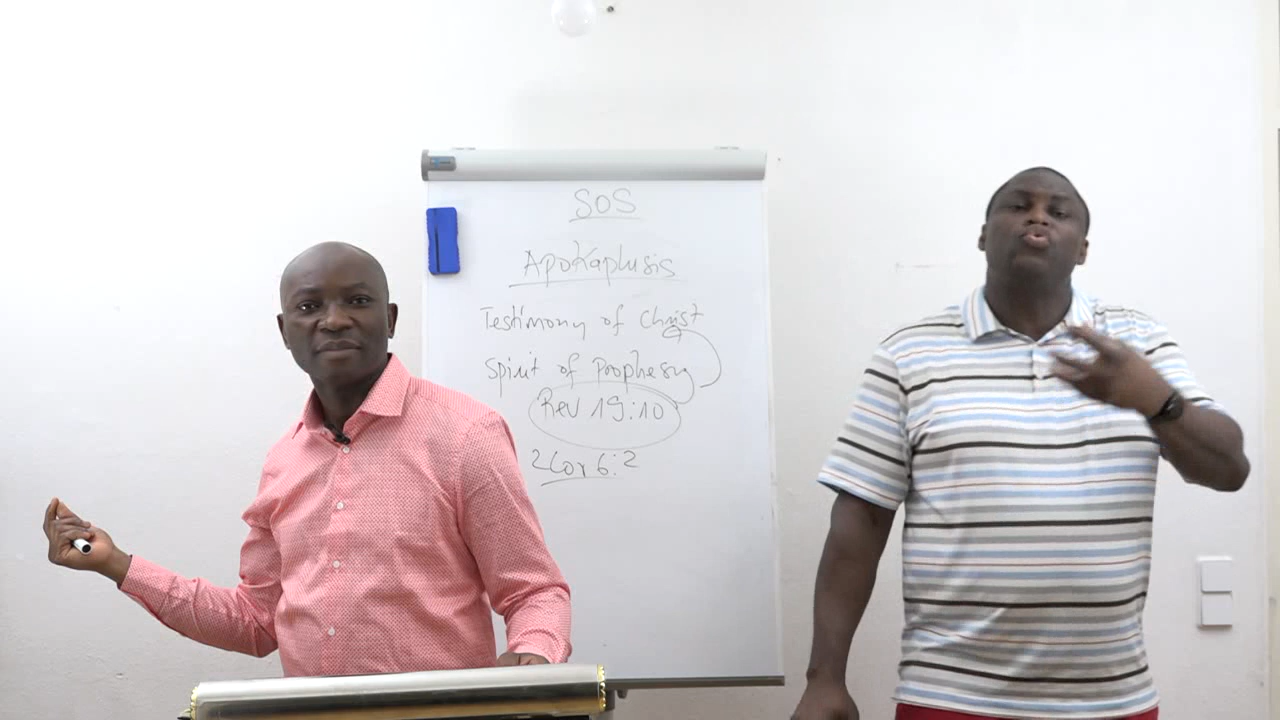 SOS
Apokaplusis
Testimony of Christ
Spirit of Prophesy
Rev 19:10
2Cor 6:2